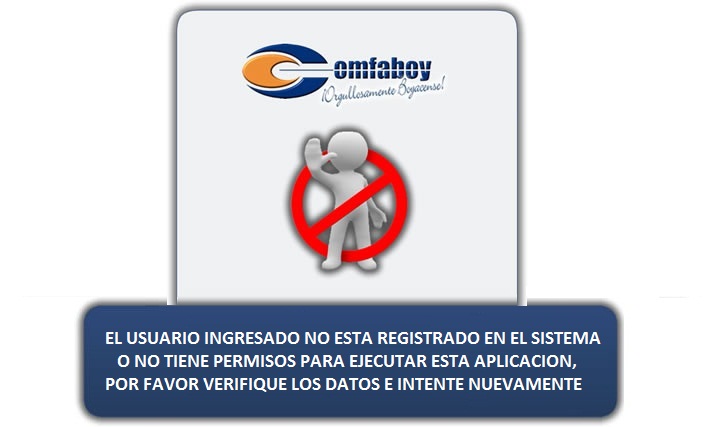 Comfaboy
¡Orgullosamente Boyacense!
EL USUARIO INGRESADO NO ESTA REGISTRADO EN EL SISTEMA
O NO TIENE PERMISOS PARA EJECUTAR ESTA APLICACION,
POR FAVOR VERIFIQUE LOS DATOS E INTENTE NUEVAMENTE